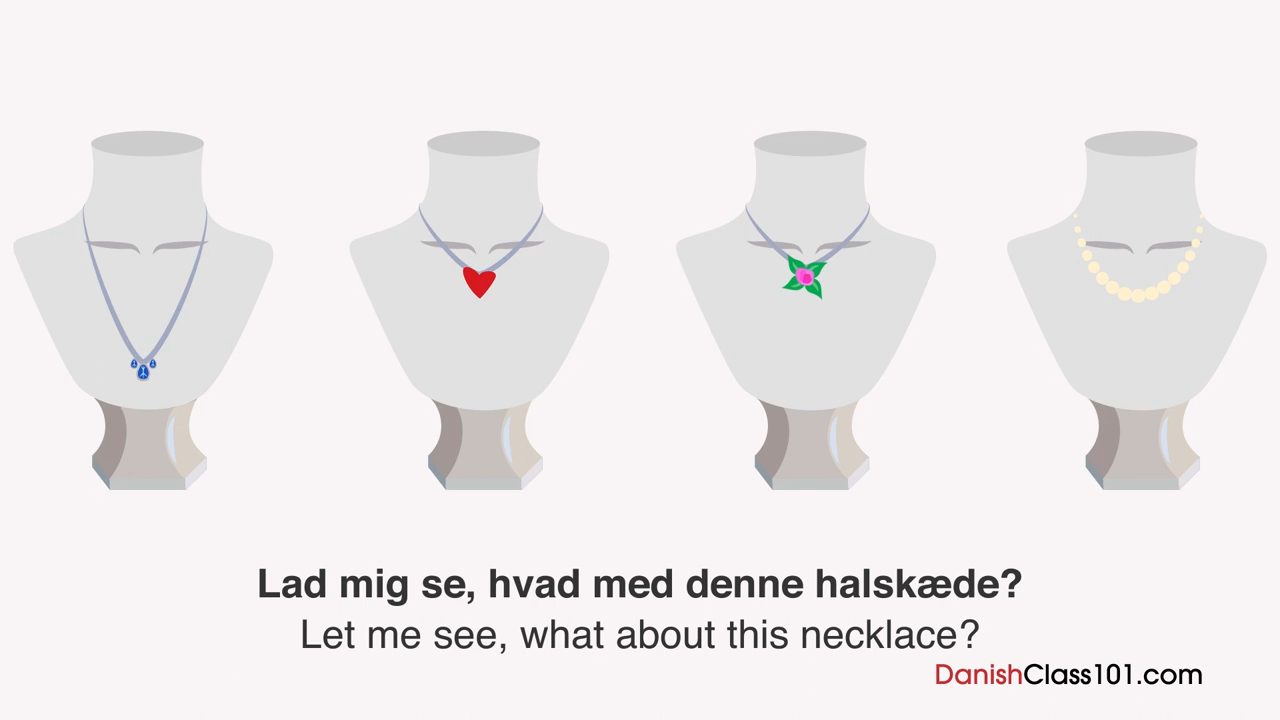 Lad mig se, hvad med denne halskæde?
Let me see, what about this necklace?
DanishClass101.com